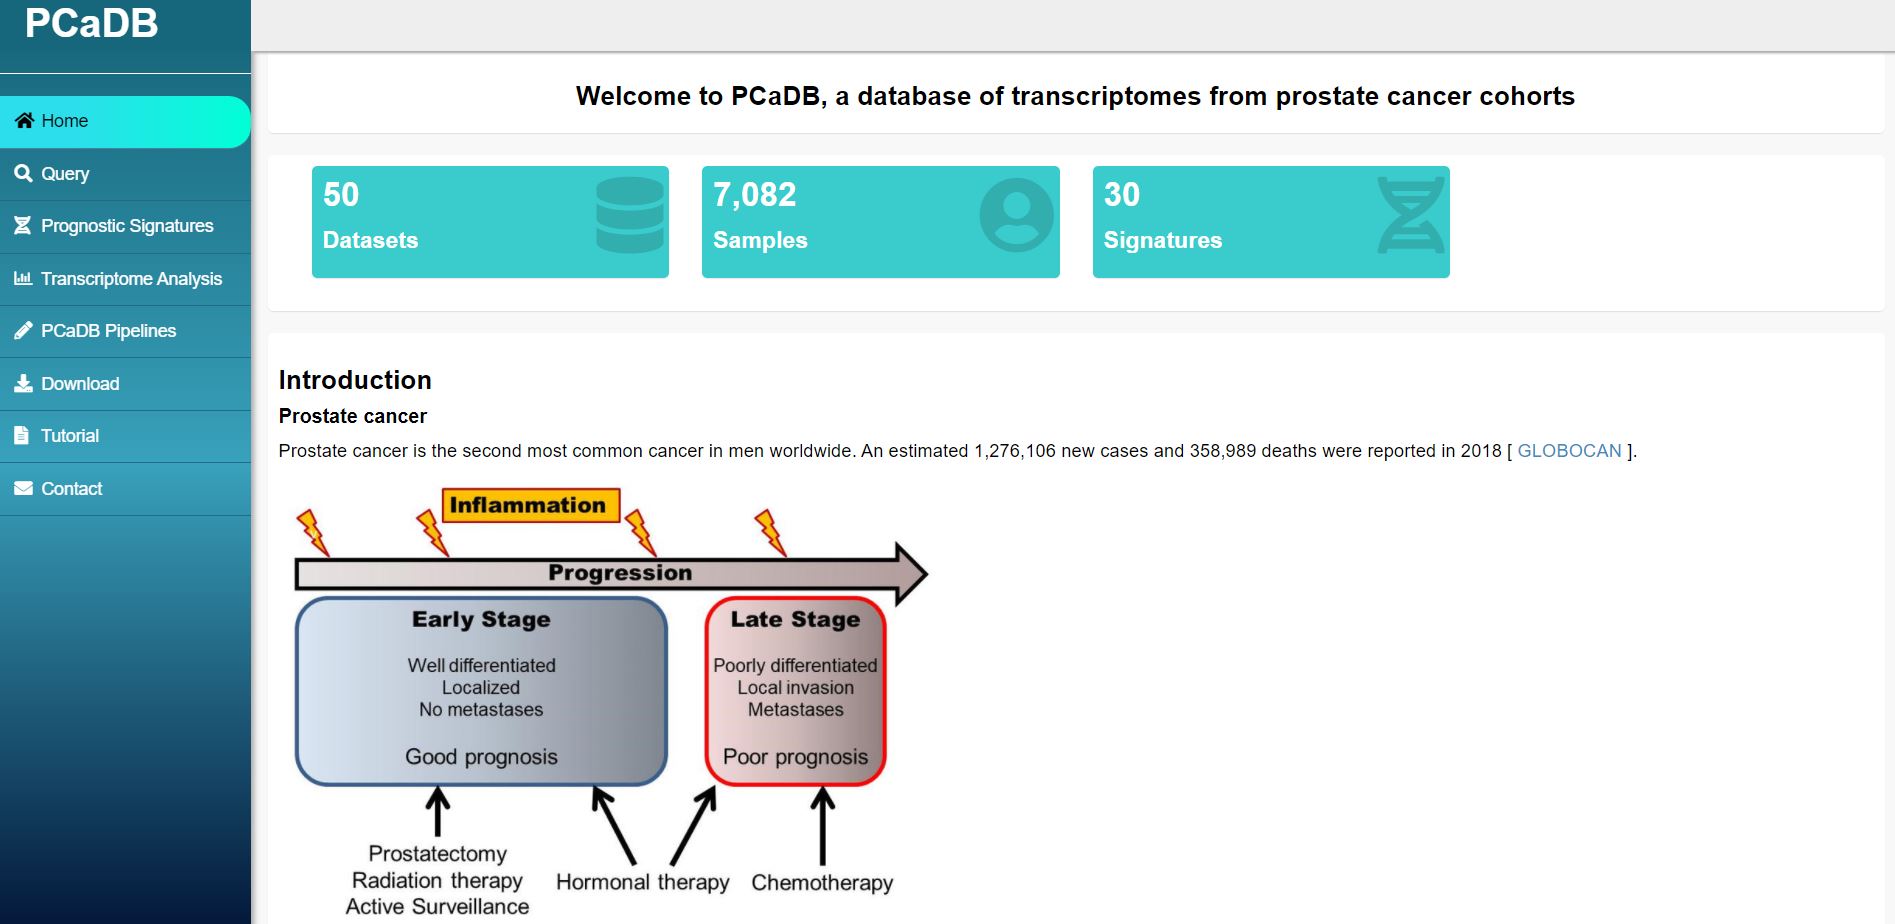 PCaDB
Home
Query
Prognostic Signatures
Transcriptome Analysis
PCaDB Pipelines
Download
Tutorial
Contact
Welcome to PCaDB, a database of transcriptomes from prostate cancer cohorts
50
Datasets
7,082
Samples
30
Signatures
Introduction
Prostate cancer
Prostate cancer is the second most common cancer in men worldwide. An estimated 1,276,106 new cases and 358,989 deaths were reported in 2018 [ GLOBOCAN ].
Inflammation
Progression
Early Stage
Well differentiated
Localized
No metastases
Good prognosis
Late Stage
Poorly differentiated
Local invasion
Metastases
Poor prognosis
Prostatectomy
Radiation therapy
Active Surveillance
Hormonal therapy
Chemotherapy